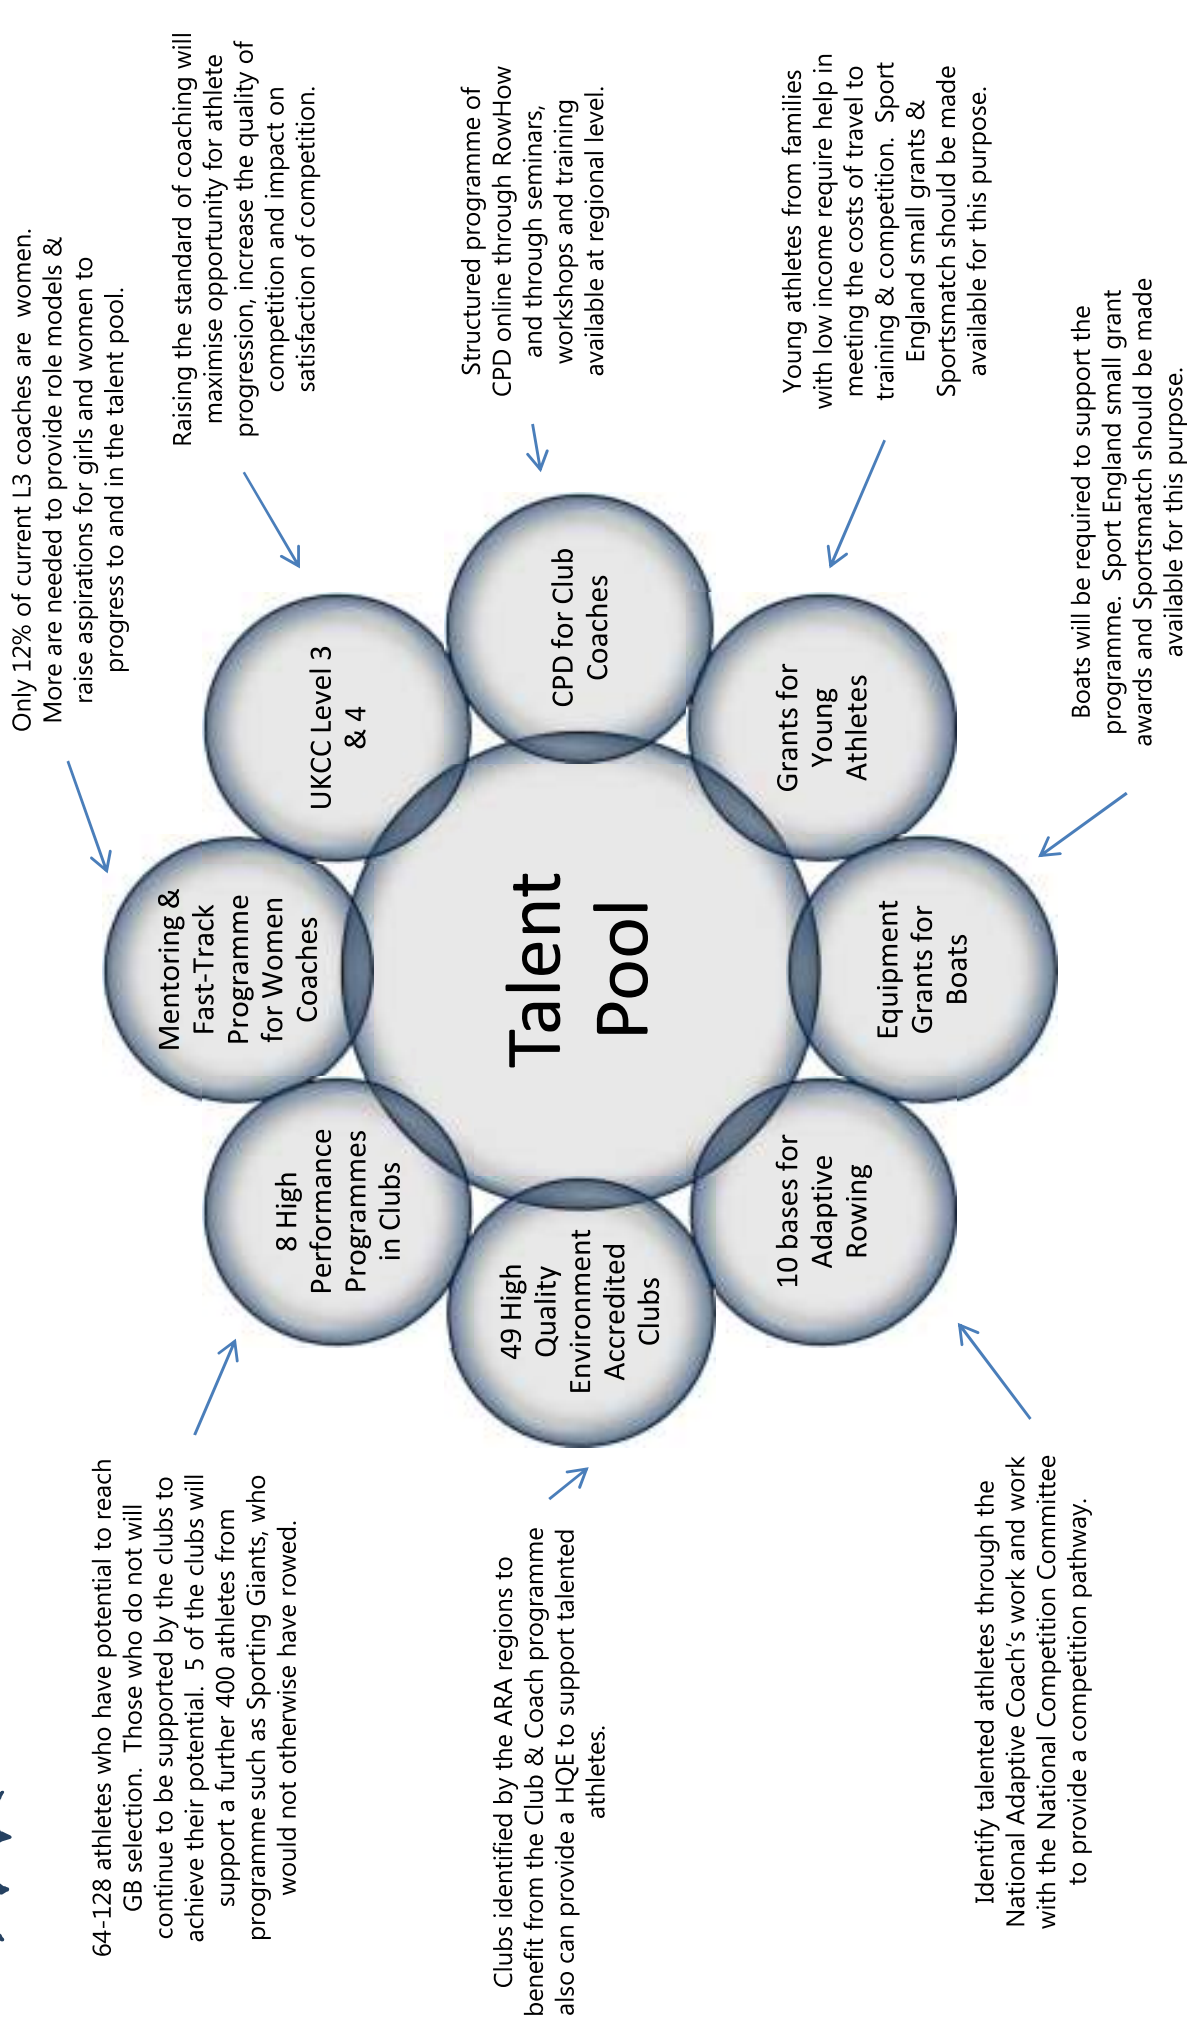 Only 12% of current L3 coaches are  women.
More are needed to provide role models &
raise aspirations for girls and women to
progress to and in the talent pool.
Raising the standard of coaching will
maximise opportunity for athlete
progression, increase the quality of
competition and impact on
satisfaction of competition.
Structured programme of
CPD online through RowHow
and through seminars,
workshops and training
available at regional level.
Young athletes from families
with low income require help in
meeting the costs of travel to
training & competition.  Sport
England small grants &
Sportsmatch should be made
available for this purpose.
Boats will be required to support the
programme.  Sport England small grant
awards and Sportsmatch should be made
available for this purpose.
Identify talented athletes through the
National Adaptive Coach’s work and work
with the National Competition Committee
to provide a competition pathway.
Clubs identified by the ARA regions to
benefit from the Club & Coach programme
also can provide a HQE to support talented
athletes.
64-128 athletes who have potential to reach
GB selection.  Those who do not will
continue to be supported by the clubs to
achieve their potential.  5 of the clubs will
support a further 400 athletes from
programme such as Sporting Giants, who
would not otherwise have rowed.
Talent
Pool
Mentoring &
Fast-Track
Programme
for Women
Coaches
UKCC Level 3
& 4
CPD for Club
Coaches
Grants for
Young
Athletes
Equipment
Grants for
Boats
10 bases for
Adaptive
Rowing
49 High
Quality
Environment
Accredited
Clubs
8 High
Performance
Programmes
in Clubs